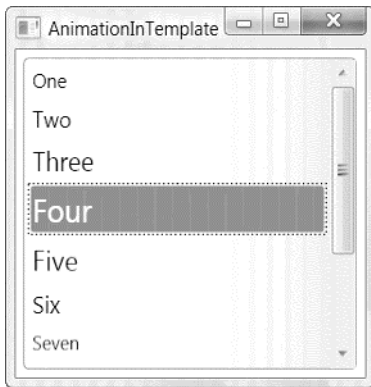 AnimationInTemplate
One
Two
Three
Four
Five
Six
Seven